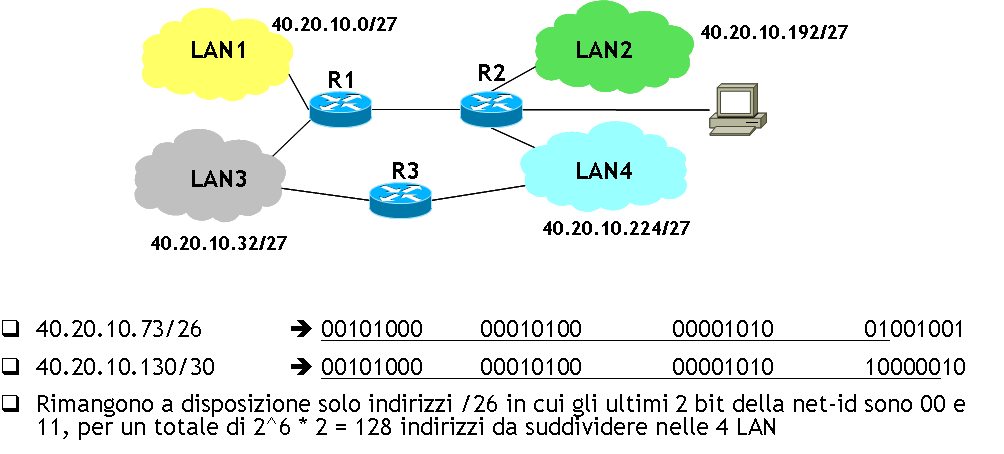 40.20.10.0/27
LAN1
LAN2
40.20.10.192/27
R1
R2
LAN3
R3
LAN4
40.20.10.32/27
40.20.10.224/27
❑ 40.20.10.73/26 ➔ 00101000 00010100 00001010 01001001
❑ 40.20.10.130/30 ➔ 00101000 00010100 00001010 10000010
❑ Rimangono a disposizione solo indirizzi /26 in cui gli ultimi 2 bit della net-id sono 00 e
11, per un totale di 2^6 * 2 = 128 indirizzi da suddividere nelle 4 LAN